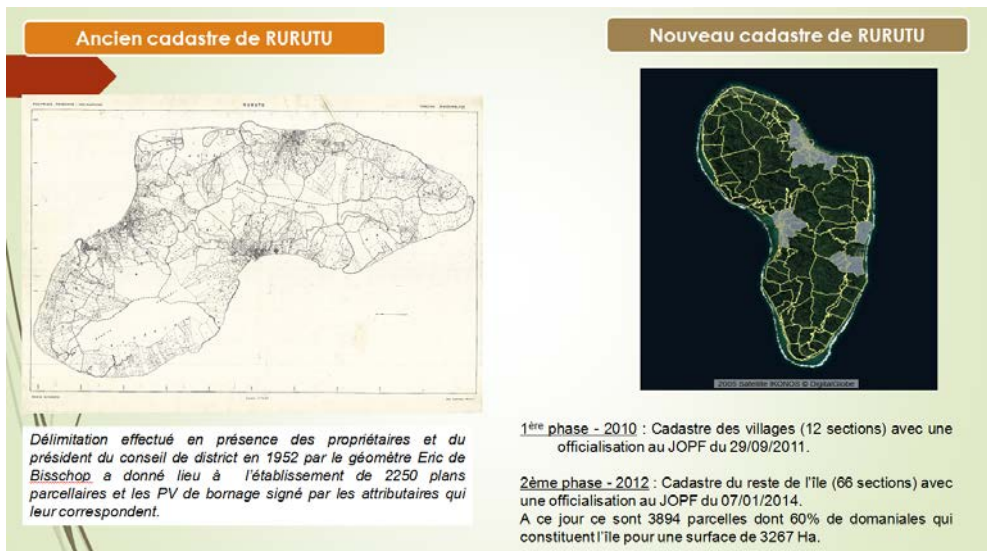 Ancien cadastre de RURUTU
RURUTU
Délimitation effectué en présence des propriétaires et du
président du conseil de district en 1952 par le géomètre Eric de
Bisschop a donné lieu à l'établissement de 2250 plans
parcellaires et les PV de bornage signé par les attributaires qui
leur correspondent.
Nouveau cadastre de RURUTU
2005 Satellite IKONOS © DigitalGlobe
1ère phase - 2010 : Cadastre des villages (12 sections) avec une
officialisation au JOPF du 29/09/2011.
2ème phase - 2012 : Cadastre du reste de l'île (66 sections) avec
une officialisation au JOPF du 07/01/2014.
A ce jour ce sont 3894 parcelles dont 60% de domaniales qui
constituent l'île pour une surface de 3267 Ha.